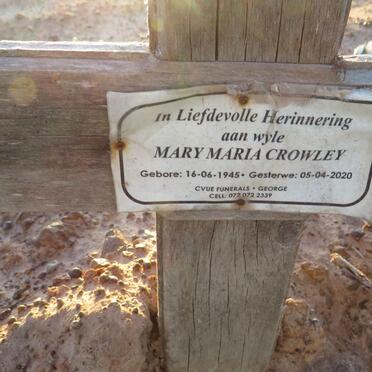 In Liefdevolle Herinnering
aan wyle
MARY MARIA CROWLEY
Gebore: 16-06-1945• Gesterwe: 05-04-2020
CVUE FUNERALS • GEORGE
CELL: 072 072 2339